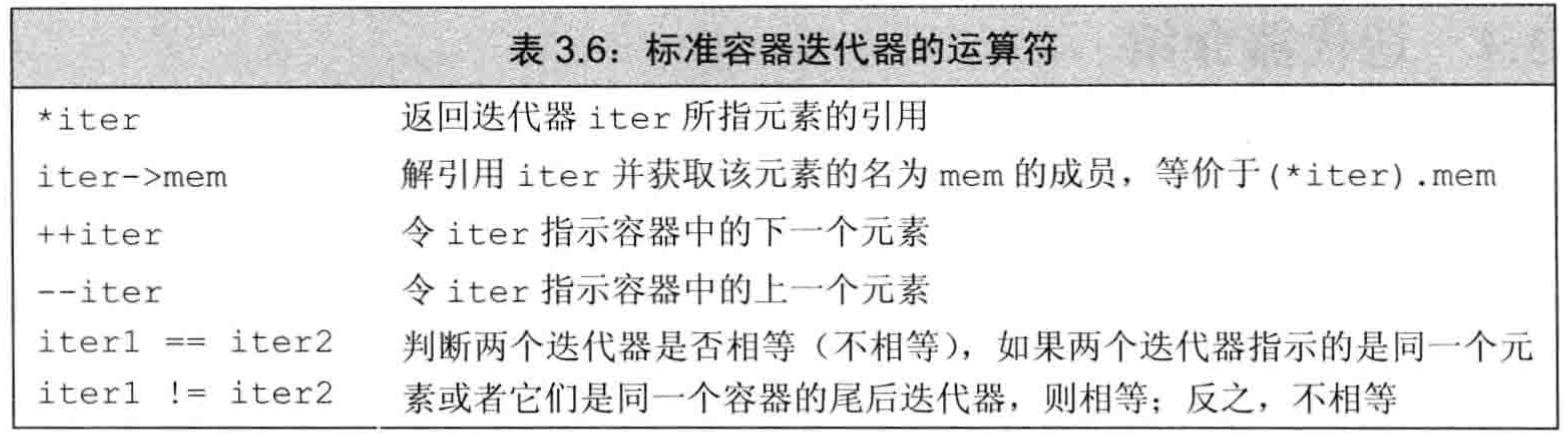 表 3.6：标准容器迭代器的运算符
*iter 返回迭代器 iter 所指元素的引用
iter->mem 解引用 iter 并获取该元素的名为 mem 的成员，等价于(*iter).mem
++iter 令 iter 指示容器中的下一个元素
--iter 令 iter 指示容器中的上一个元素
iter1 == iter2 判断两个迭代器是否相等（不相等），如果两个迭代器指示的是同一个元
iter1 != iter2 素或者它们是同一个容器的尾后迭代器，则相等；反之，不相等